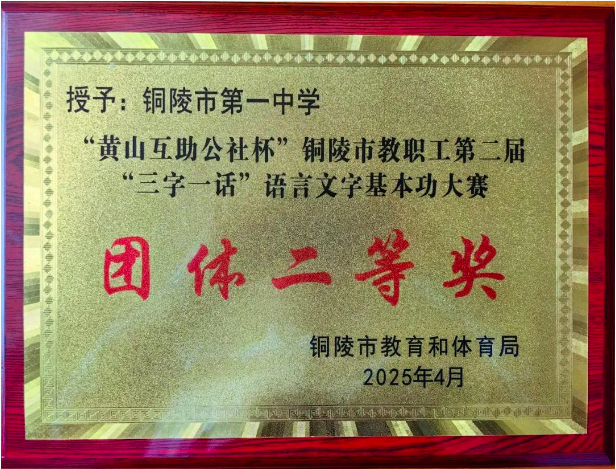 授予：铜陵市第一中学
“黄山互助公社杯”铜陵市教职工第二届
“三字一话”语言文字基本功大赛
团体二等奖
铜陵市教育和体育局
2025年4月